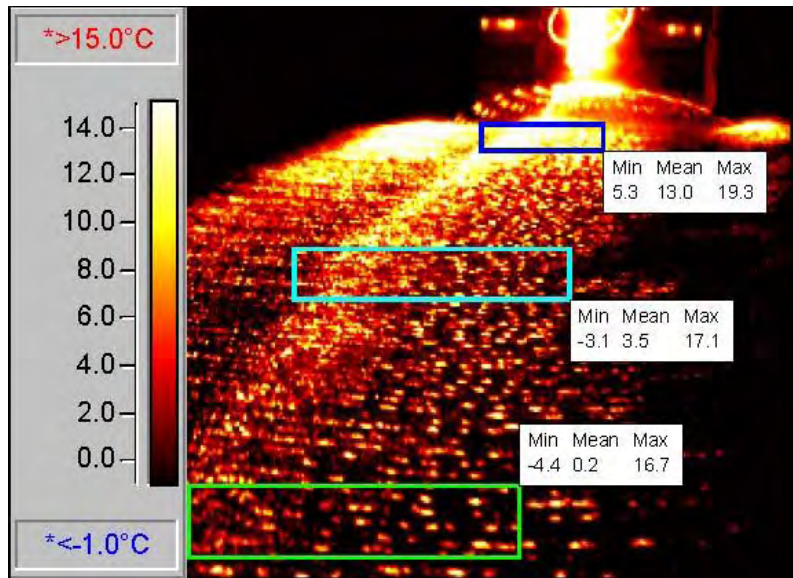 *>15.0°C
14.0
12.0
10.0
8.0
6.0
4.0
2.0
0.0
*<-1.0°C
Min Mean Max
5.3 13.0 19.3
Min Mean Max
-3.1 3.5 17.1
Min Mean Max
-4.4 0.2 16.7